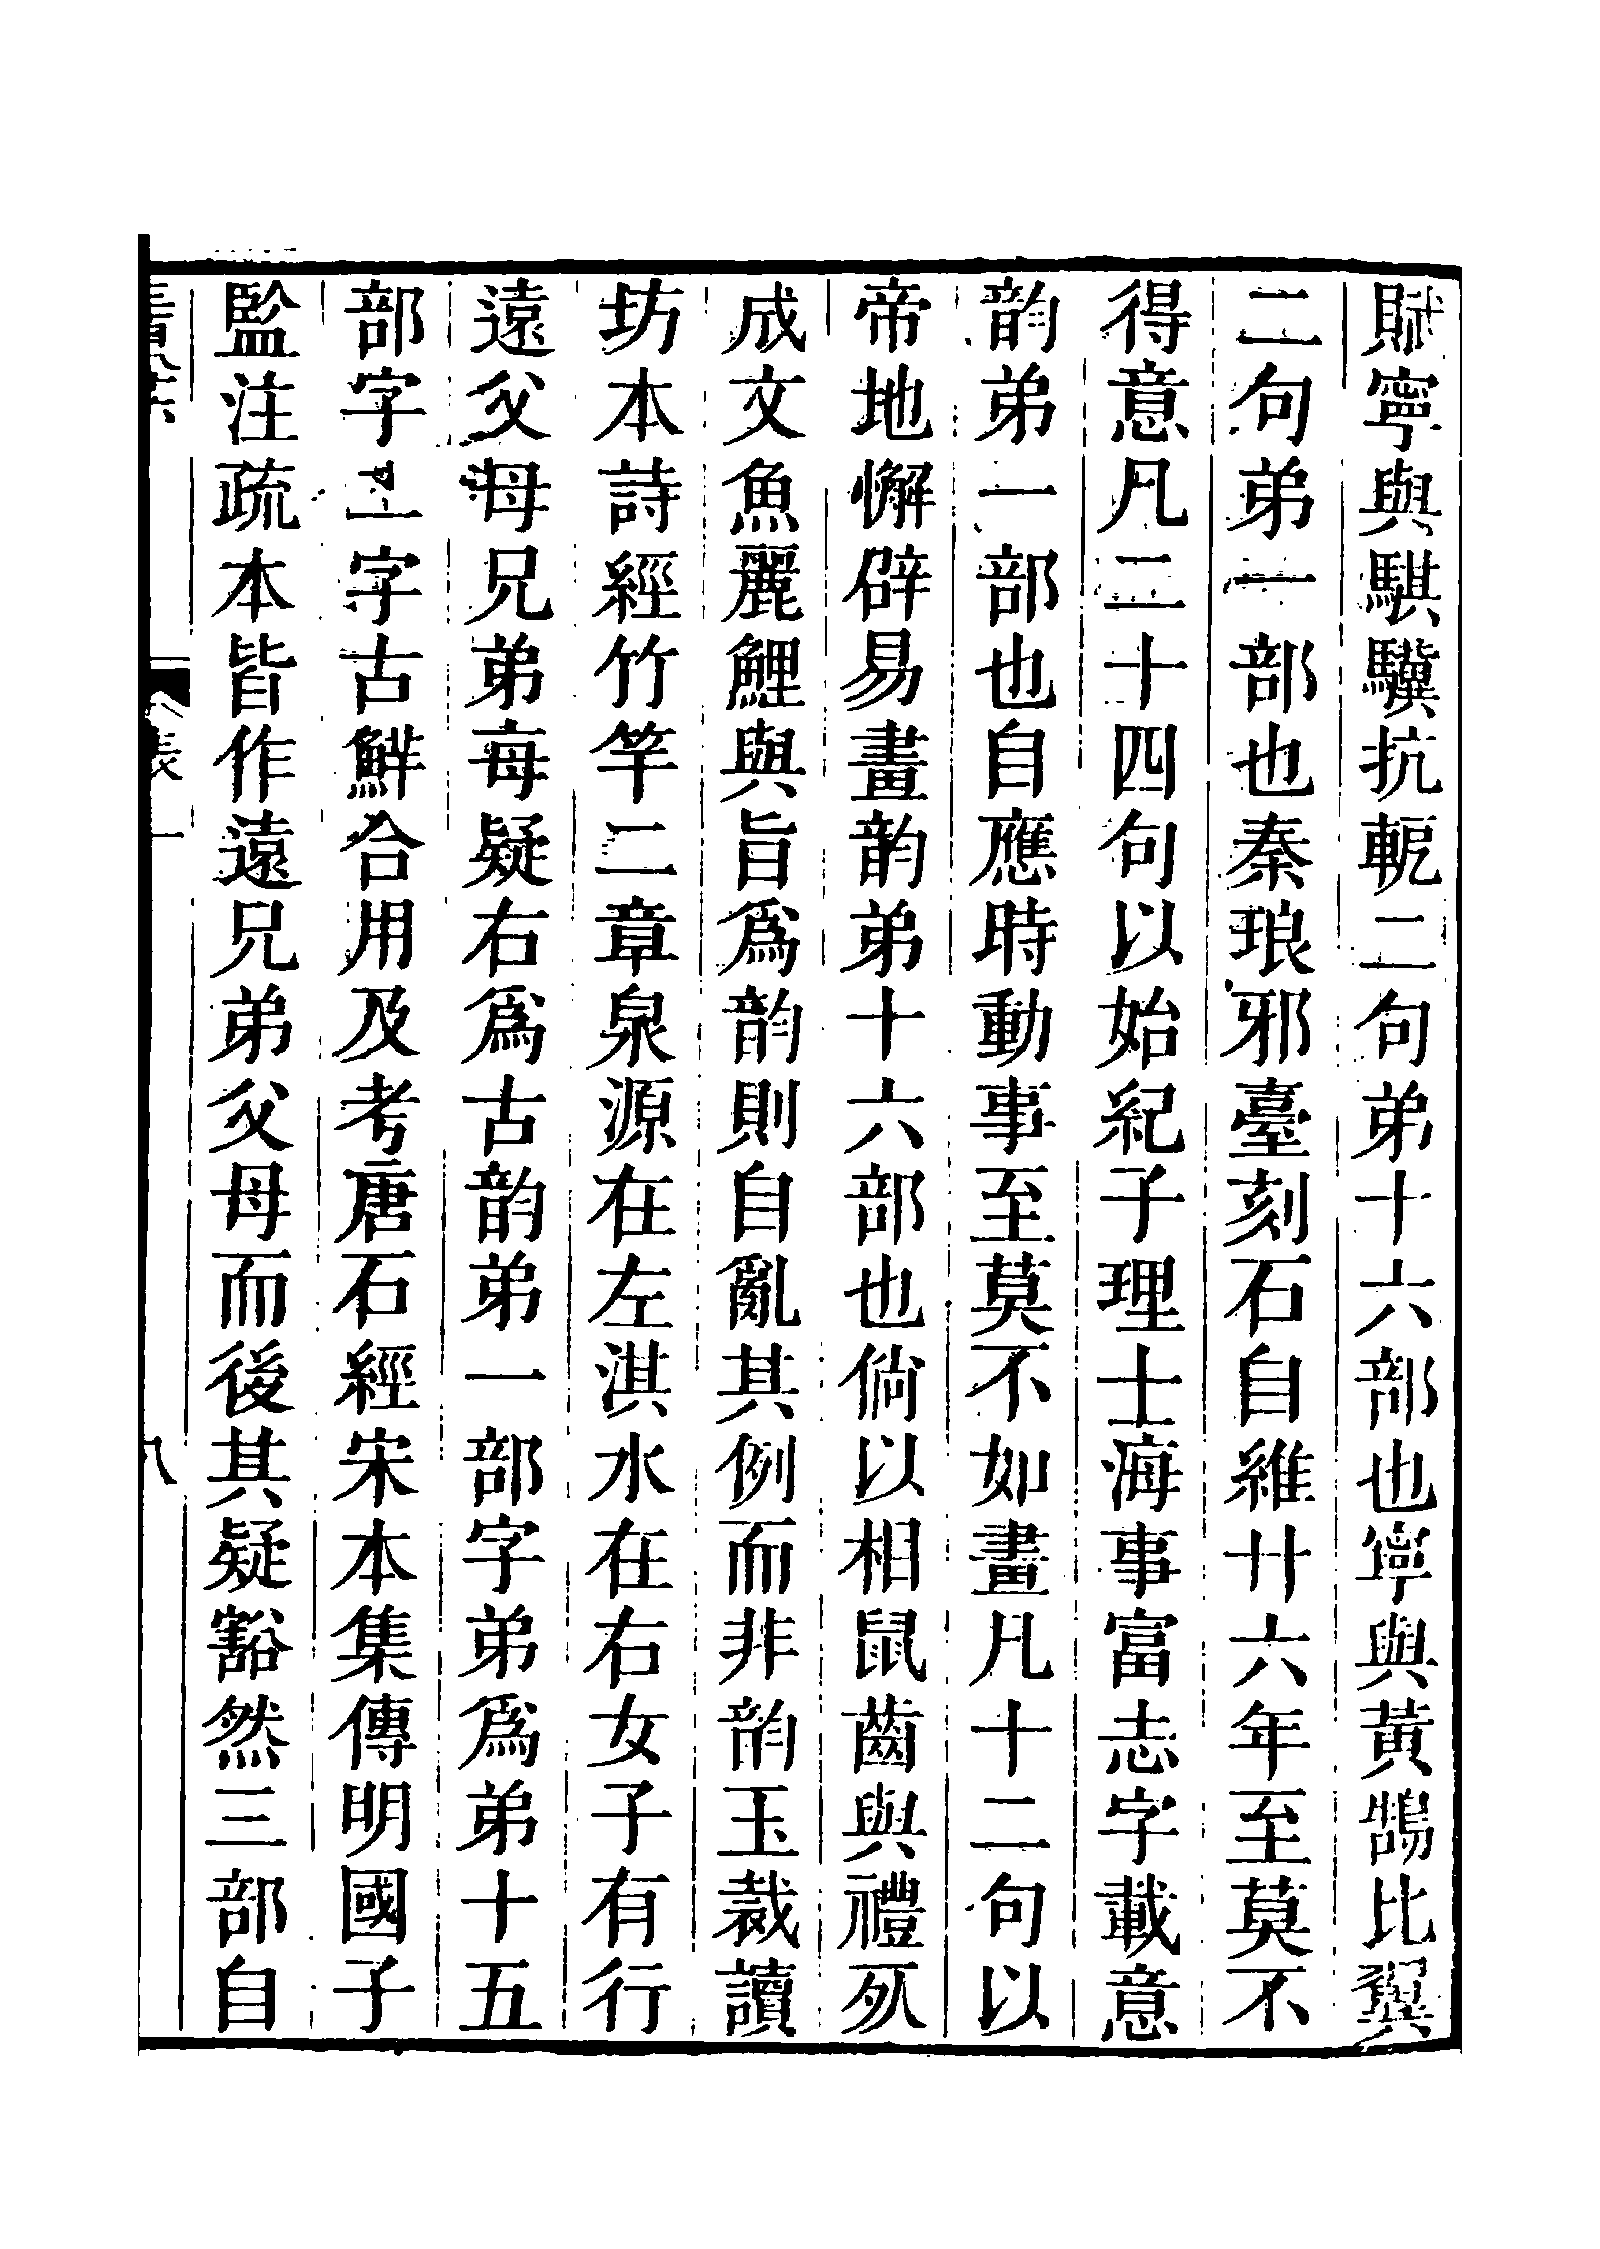 賦寧與騏驥抗軛二句弟十六部也寧與黃鵠比翼
二句弟一部也秦琅邪臺刻石自維廿六年至莫不
得意凡二十四句以始紀子理士海事富志字載意
韵弟一部也自應時動事至莫不如畫凡十二句以
帝地懈辟易畫韵弟十六部也倘以相鼠齒與禮死
成文魚麗鯉與旨爲韵則自亂其例而非韵玉裁讀
坊本詩經竹竿二章泉源在左淇水在右女子有行
遠父母兄弟每疑右爲古韵弟一部字弟爲弟十五
部字二字古鮮合用及考唐石經宋本集傳明國子
監注疏本皆作遠兄弟父母而後其疑豁然三部自
表一
八